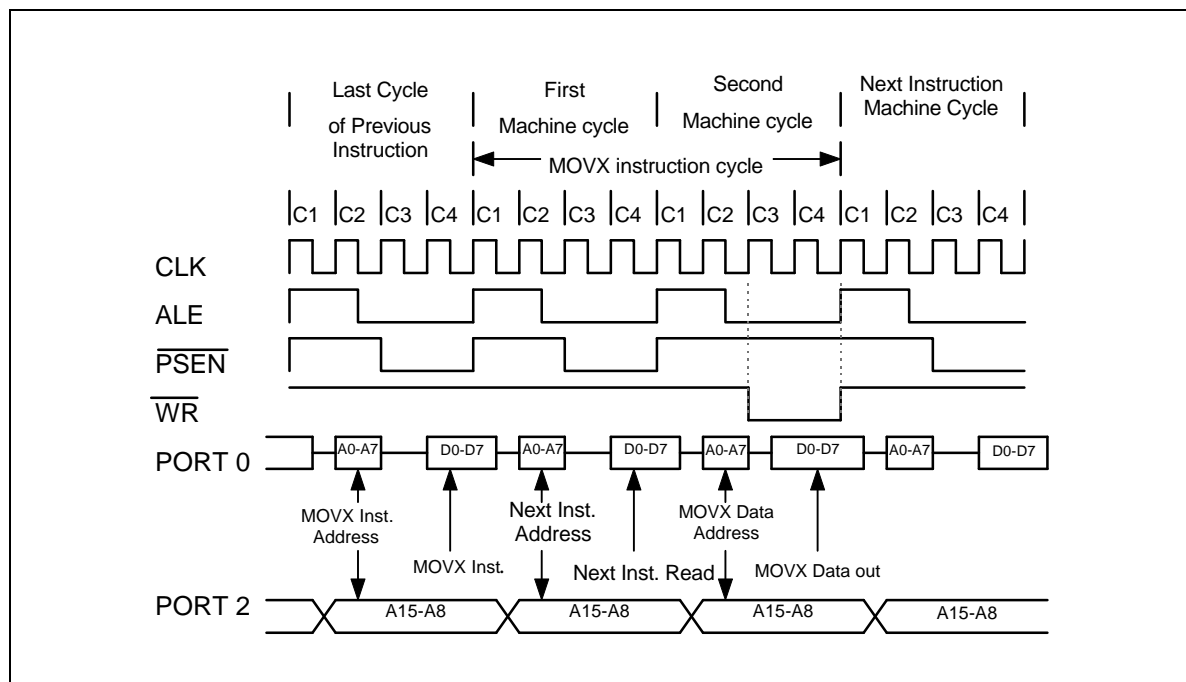 Last Cycle
of Previous
Instruction
First
Machine cycle
Second
Machine cycle
Next Instruction
Machine Cycle
MOVX instruction cycle
C1 C2 C3 C4 C1 C2 C3 C4 C1 C2 C3 C4 C1 C2 C3 C4
CLK
ALE
PSEN
WR
PORT 0
A0-A7 D0-D7 A0-A7 D0-D7 A0-A7 D0-D7 A0-A7 D0-D7
MOVX Inst.
Address
MOVX Inst.
Next Inst.
Address
Next Inst. Read
MOVX Data
Address
MOVX Data out
PORT 2
A15-A8 A15-A8 A15-A8 A15-A8